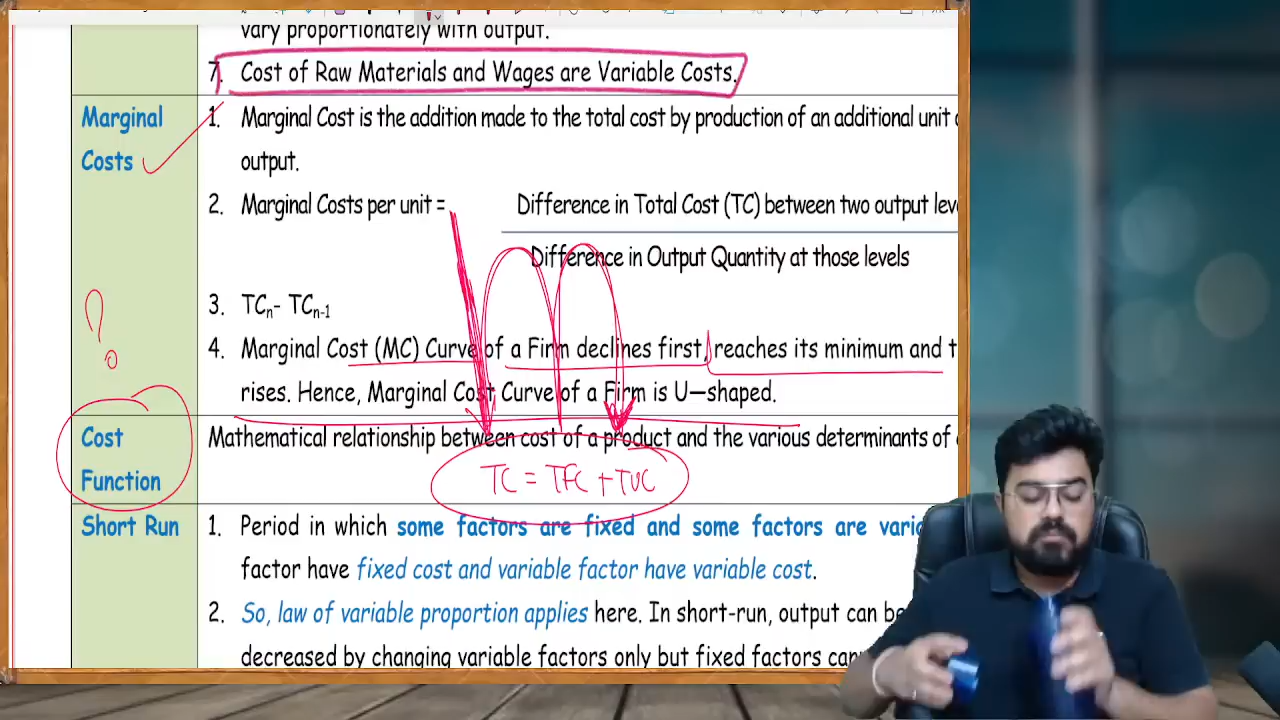 vary proportionately with output.
7. Cost of Raw Materials and Wages are Variable Costs.
Marginal Costs
1. Marginal Cost is the addition made to the total cost by production of an additional unit
output.
2. Marginal Costs per unit =
Difference in Total Cost (TC) between two output
Difference in Output Quantity at those levels
3. TCn- TCn-1
4. Marginal Cost (MC) Curve of a Firm declines first, reaches its minimum and
rises. Hence, Marginal Cost Curve of a Firm is U–shaped.
?
Cost Function
Mathematical relationship between cost of a product and the various determinants of
TC = TFC + TVC
Short Run
1. Period in which some factors are fixed and some factors are
factor have fixed cost and variable factor have variable cost.
2. So, law of variable proportion applies here. In short-run, output can be
decreased by changing variable factors only but fixed factors